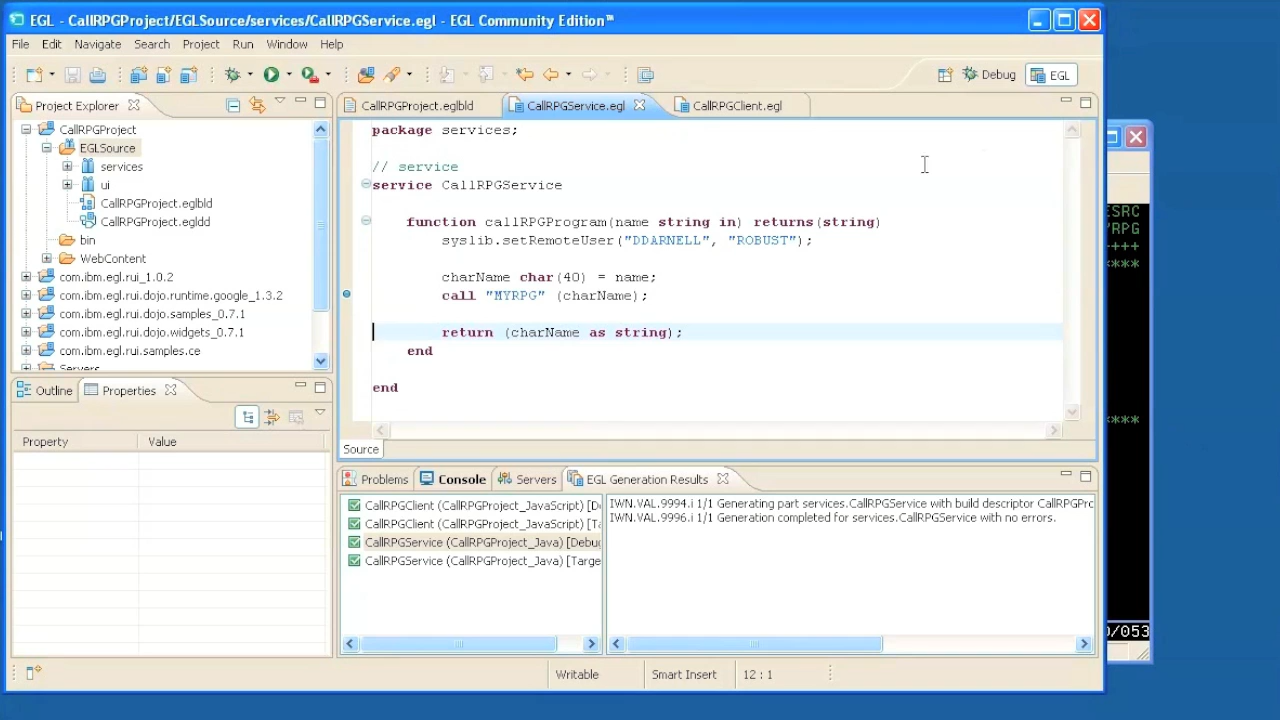 EGL - CallRPGProject/EGLSource/services/CallRPGService.egl - EGL Community Edition™
File Edit Navigate Search Project Run Window Help
Debug EGL
Project Explorer
CallRPGProject
EGLSource
services
ui
CallRPGProject.eglbld
CallRPGProject.egldd
bin
WebContent
com.ibm.egl.rui_1.0.2
com.ibm.egl.rui.dojo.runtime.google_1.3.2
com.ibm.egl.rui.dojo.samples_0.7.1
com.ibm.egl.rui.dojo.widgets_0.7.1
com.ibm.egl.rui.samples.ce
Servers
Outline Properties
Property Value
CallRPGProject.eglbld CallRPGService.egl CallRPGClient.egl
package services;
// service
service CallRPGService
function callRPGProgram(name string in) returns(string)
syslib.setRemoteUser("DDARNELL", "ROBUST");
charName char(40) = name;
call "MYRPG" (charName);
return (charName as string);
end
end
Source
Problems Console Servers EGL Generation Results
CallRPGClient (CallRPGProject_JavaScript) [D
CallRPGClient (CallRPGProject_JavaScript) [T
CallRPGService (CallRPGProject_Java) [Debug
CallRPGService (CallRPGProject_Java) [Target
IWN.VAL.9994.i 1/1 Generating part services.CallRPGService with build descriptor CallRPGPro
IWN.VAL.9996.i 1/1 Generation completed for services.CallRPGService with no errors.
Writable Smart Insert 12 : 1
ESRC
YRPG
+++
****
****
/053